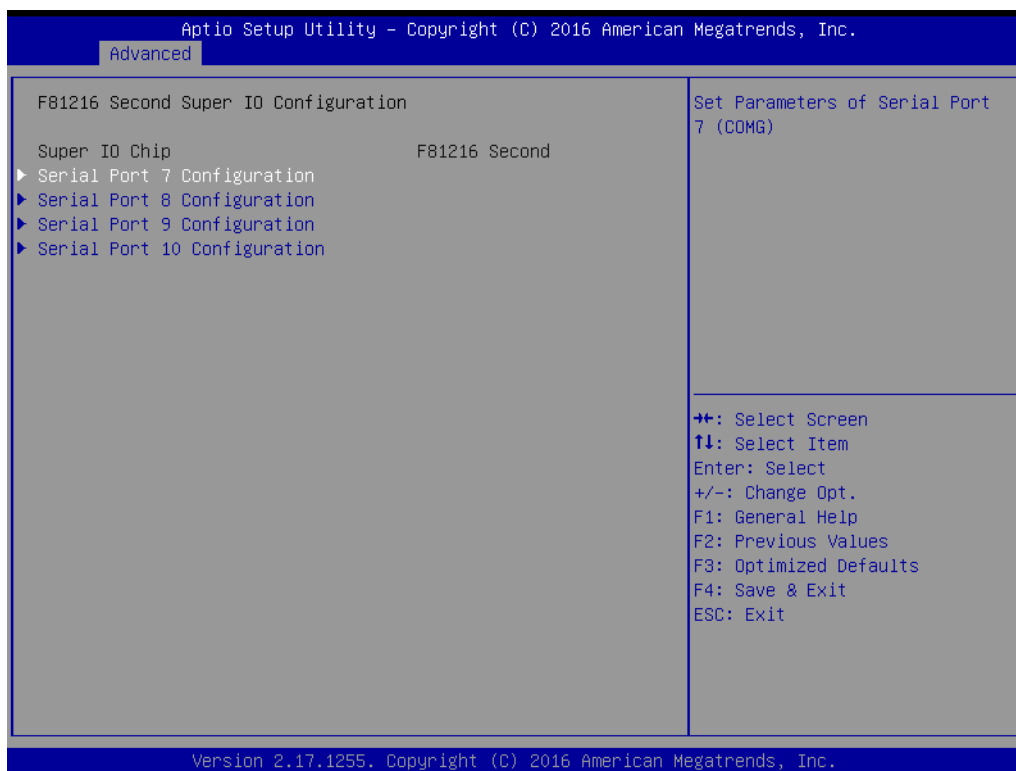 Aptio Setup Utility – Copyright (C) 2016 American Megatrends, Inc.
Advanced
F81216 Second Super IO Configuration
Super IO Chip F81216 Second
Serial Port 7 Configuration
Serial Port 8 Configuration
Serial Port 9 Configuration
Serial Port 10 Configuration
Set Parameters of Serial Port
7 (COMG)
→←: Select Screen
↑↓: Select Item
Enter: Select
+/-: Change Opt.
F1: General Help
F2: Previous Values
F3: Optimized Defaults
F4: Save & Exit
ESC: Exit
Version 2.17.1255. Copyright (C) 2016 American Megatrends, Inc.